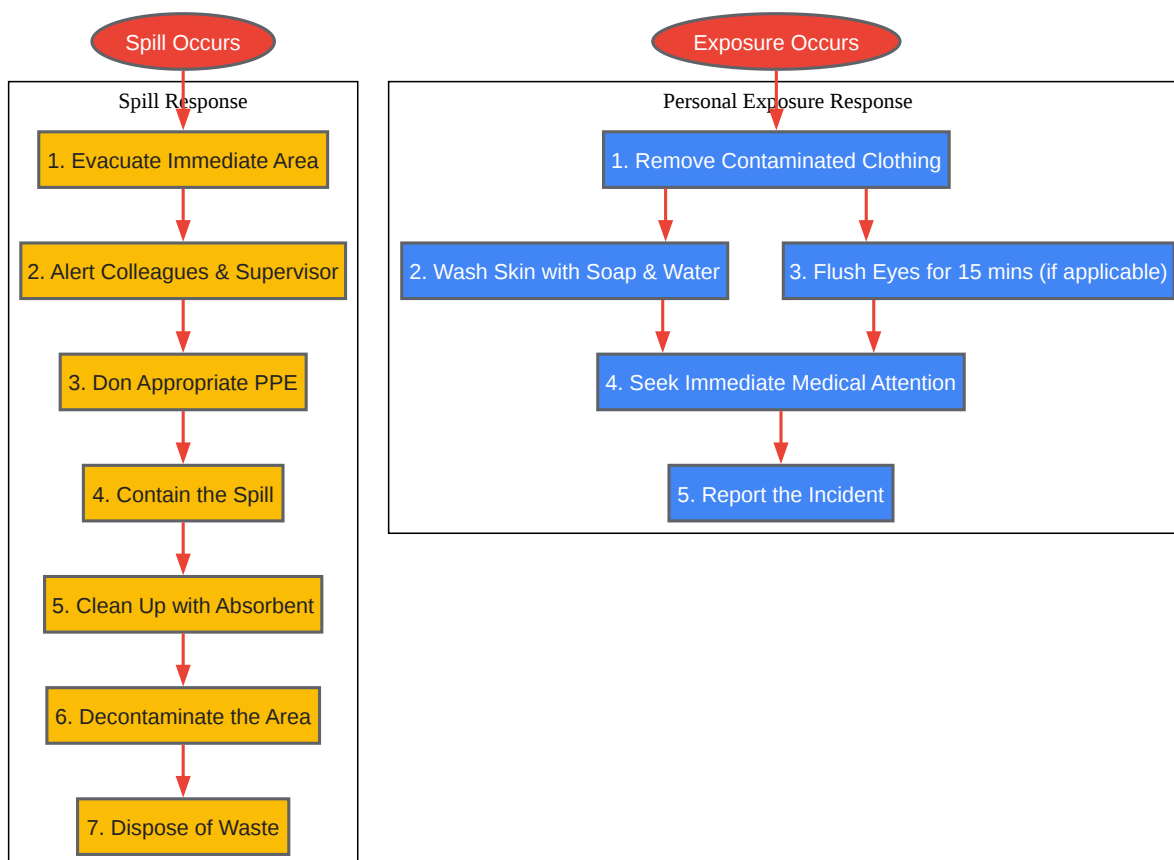 Spill Occurs
Spill Response
1. Evacuate Immediate Area
2. Alert Colleagues & Supervisor
3. Don Appropriate PPE
4. Contain the Spill
5. Clean Up with Absorbent
6. Decontaminate the Area
7. Dispose of Waste
Exposure Occurs
Personal Exposure Response
1. Remove Contaminated Clothing
2. Wash Skin with Soap & Water
3. Flush Eyes for 15 mins (if applicable)
4. Seek Immediate Medical Attention
5. Report the Incident